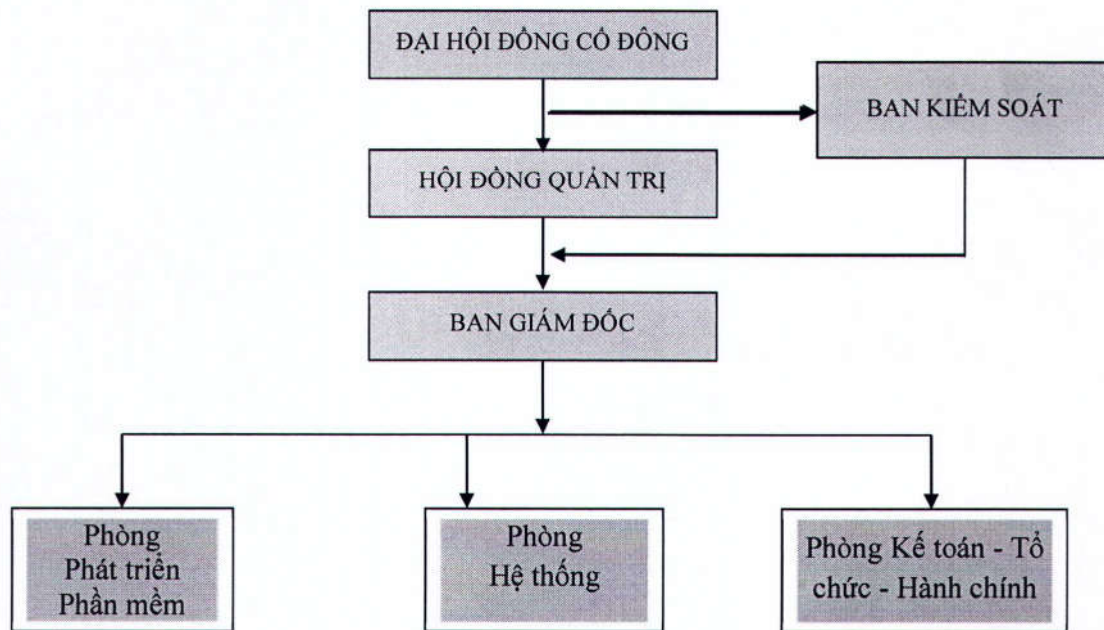 ĐẠI HỘI ĐỒNG CỔ ĐÔNG
BAN KIỂM SOÁT
HỘI ĐỒNG QUẢN TRỊ
BAN GIÁM ĐỐC
Phòng
Phát triển
Phần mềm
Phòng
Hệ thống
Phòng Kế toán - Tổ
chức - Hành chính